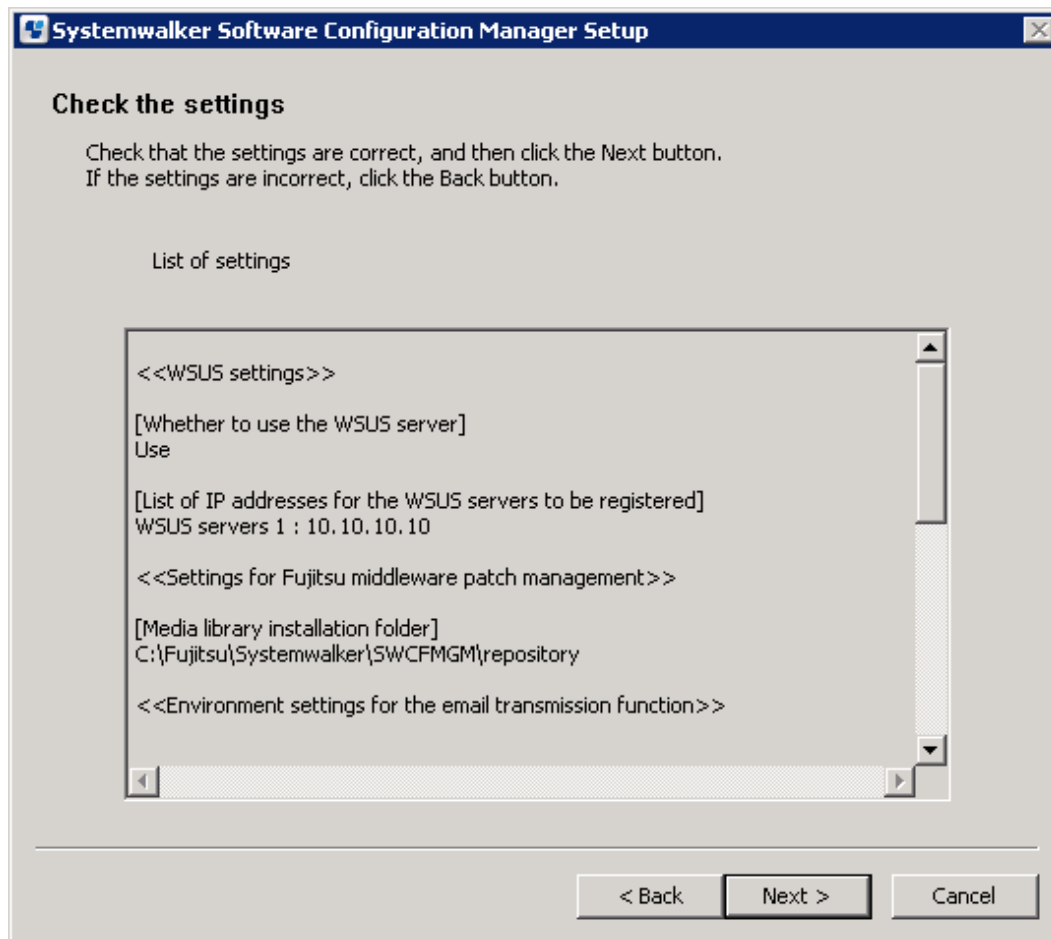 Systemwalker Software Configuration Manager Setup
Check the settings
Check that the settings are correct, and then click the Next button.
If the settings are incorrect, click the Back button.
List of settings
<<WSUS settings>>
[Whether to use the WSUS server]
Use
[List of IP addresses for the WSUS servers to be registered]
WSUS servers 1 : 10.10.10.10
<<Settings for Fujitsu middleware patch management>>
[Media library installation folder]
C:\Fujitsu\Systemwalker\SWCFMGM\repository
<<Environment settings for the email transmission function>>
< Back
Next >
Cancel